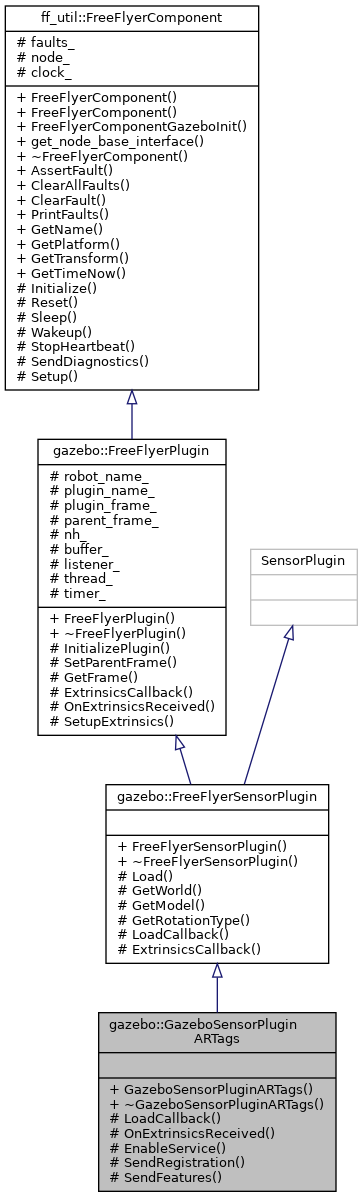 ff_util::FreeFlyerComponent
# faults_
# node_
# clock_
+ FreeFlyerComponent()
+ FreeFlyerComponent()
+ FreeFlyerComponentGazeboInit()
+ get_node_base_interface()
+ ~FreeFlyerComponent()
+ AssertFault()
+ ClearAllFaults()
+ ClearFault()
+ PrintFaults()
+ GetName()
+ GetPlatform()
+ GetTransform()
+ GetTimeNow()
# Initialize()
# Reset()
# Sleep()
# Wakeup()
# StopHeartbeat()
# SendDiagnostics()
# Setup()
gazebo::FreeFlyerPlugin
# robot_name_
# plugin_name_
# plugin_frame_
# parent_frame_
# nh_
# buffer_
# listener_
# thread_
# timer_
+ FreeFlyerPlugin()
+ ~FreeFlyerPlugin()
# InitializePlugin()
# SetParentFrame()
# GetFrame()
# ExtrinsicsCallback()
# OnExtrinsicsReceived()
# SetupExtrinsics()
SensorPlugin
gazebo::FreeFlyerSensorPlugin
+ FreeFlyerSensorPlugin()
+ ~FreeFlyerSensorPlugin()
# Load()
# GetWorld()
# GetModel()
# GetRotationType()
# LoadCallback()
# ExtrinsicsCallback()
gazebo::GazeboSensorPlugin
ARTags
+ GazeboSensorPluginARTags()
+ ~GazeboSensorPluginARTags()
# LoadCallback()
# OnExtrinsicsReceived()
# EnableService()
# SendRegistration()
# SendFeatures()